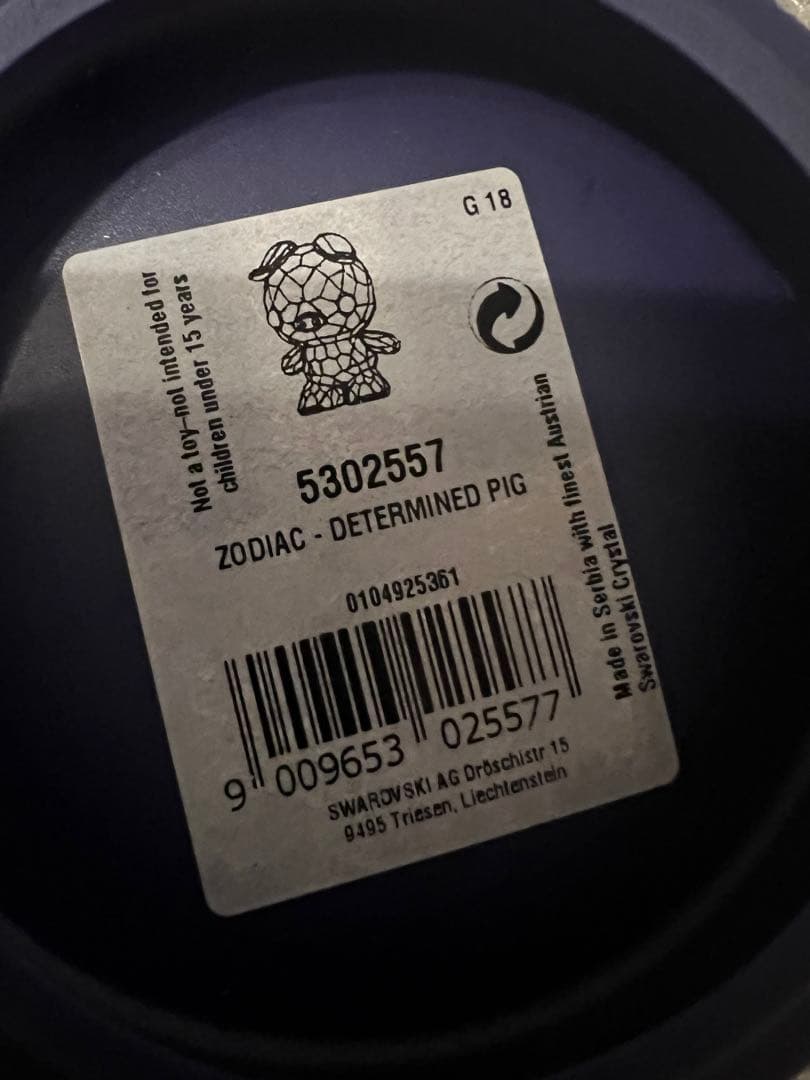 G 18
Not a toy–not intended for
children under 15 years
5302557
ZODIAC - DETERMINED PIG
0104925361
9 009653 025577
SWAROVSKI AG Dröschistr 15
9495 Triesen, Liechtenstein
Made in Serbia with finest Austrian
Swarovski Crystal